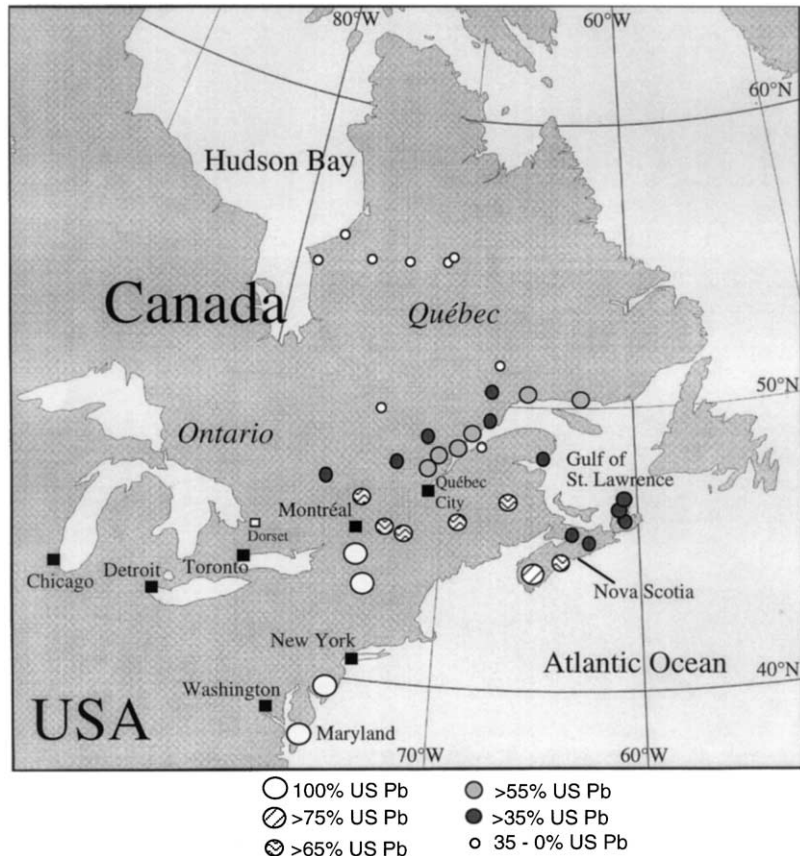 80°W
60°W
60°N
Hudson Bay
Canada
Québec
50°N
Ontario
Gulf of
St. Lawrence
Québec
City
Montréal
Dorset
Chicago
Detroit
Toronto
Nova Scotia
New York
Atlantic Ocean
40°N
Washington
USA
Maryland
70°W
60°W
100% US Pb
>55% US Pb
>75% US Pb
>35% US Pb
>65% US Pb
35 - 0% US Pb